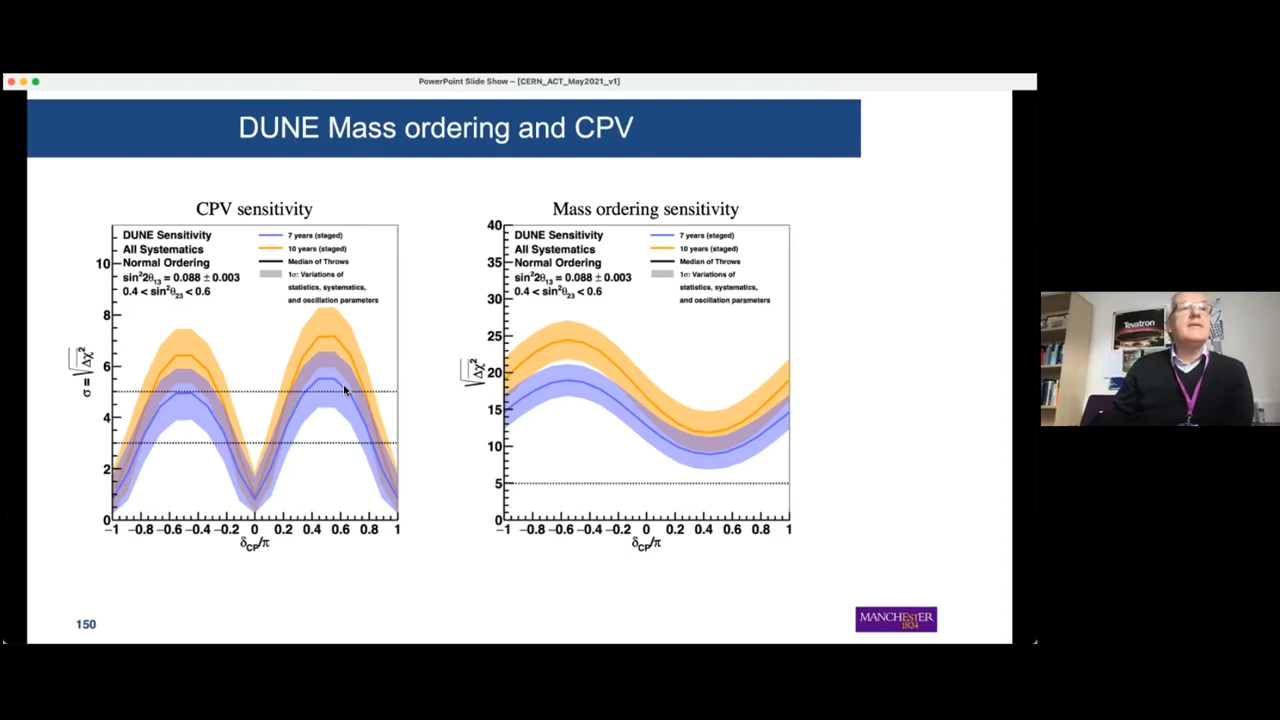 PowerPoint Slide Show – [CERN_ACT_May2021_v1]
DUNE Mass ordering and CPV
CPV sensitivity
DUNE Sensitivity
All Systematics
Normal Ordering
sin²2θ₁₃ = 0.088 ± 0.003
0.4 < sin²θ₂₃ < 0.6
7 years (staged)
10 years (staged)
Median of Throws
1σ: Variations of
statistics, systematics,
and oscillation parameters
σ = √Δχ²
10
8
6
4
2
0
−1 −0.8 −0.6 −0.4 −0.2 0 0.2 0.4 0.6 0.8 1
δCP/π
Mass ordering sensitivity
DUNE Sensitivity
All Systematics
Normal Ordering
sin²2θ₁₃ = 0.088 ± 0.003
0.4 < sin²θ₂₃ < 0.6
7 years (staged)
10 years (staged)
Median of Throws
1σ: Variations of
statistics, systematics,
and oscillation parameters
√Δχ²
40
35
30
25
20
15
10
5
0
−1 −0.8 −0.6 −0.4 −0.2 0 0.2 0.4 0.6 0.8 1
δCP/π
150
MANCHESTER
1824
Tevatron